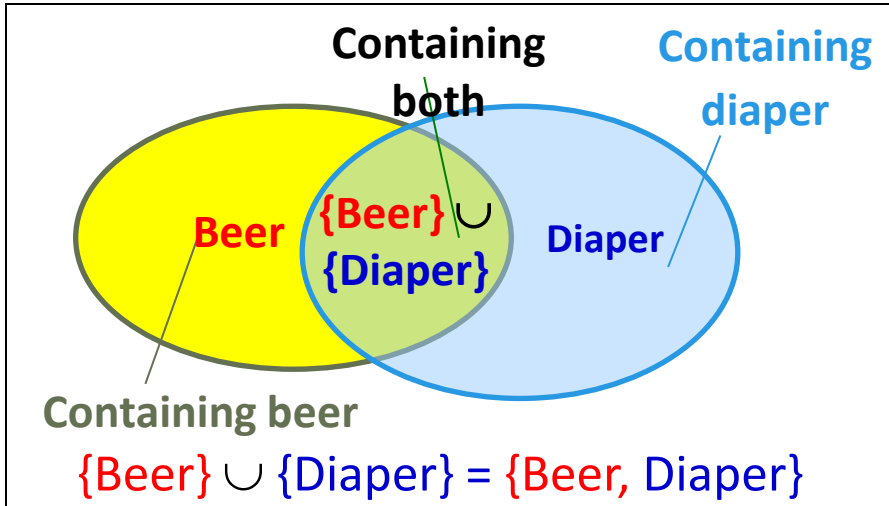 Containing
both
Containing
diaper
Beer
{Beer} ∪
{Diaper}
Diaper
Containing beer
{Beer} ∪ {Diaper} = {Beer, Diaper}